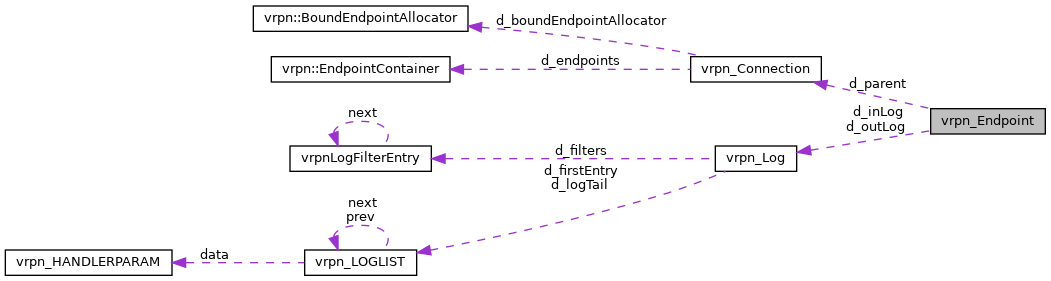 vrpn::BoundEndpointAllocator
d_boundEndpointAllocator
vrpn::EndpointContainer
d_endpoints
vrpn_Connection
d_parent
d_inLog
d_outLog
vrpn_Endpoint
next
vrpnLogFilterEntry
d_filters
vrpn_Log
d_firstEntry
d_logTail
next
prev
vrpn_HANDLERPARAM
data
vrpn_LOGLIST